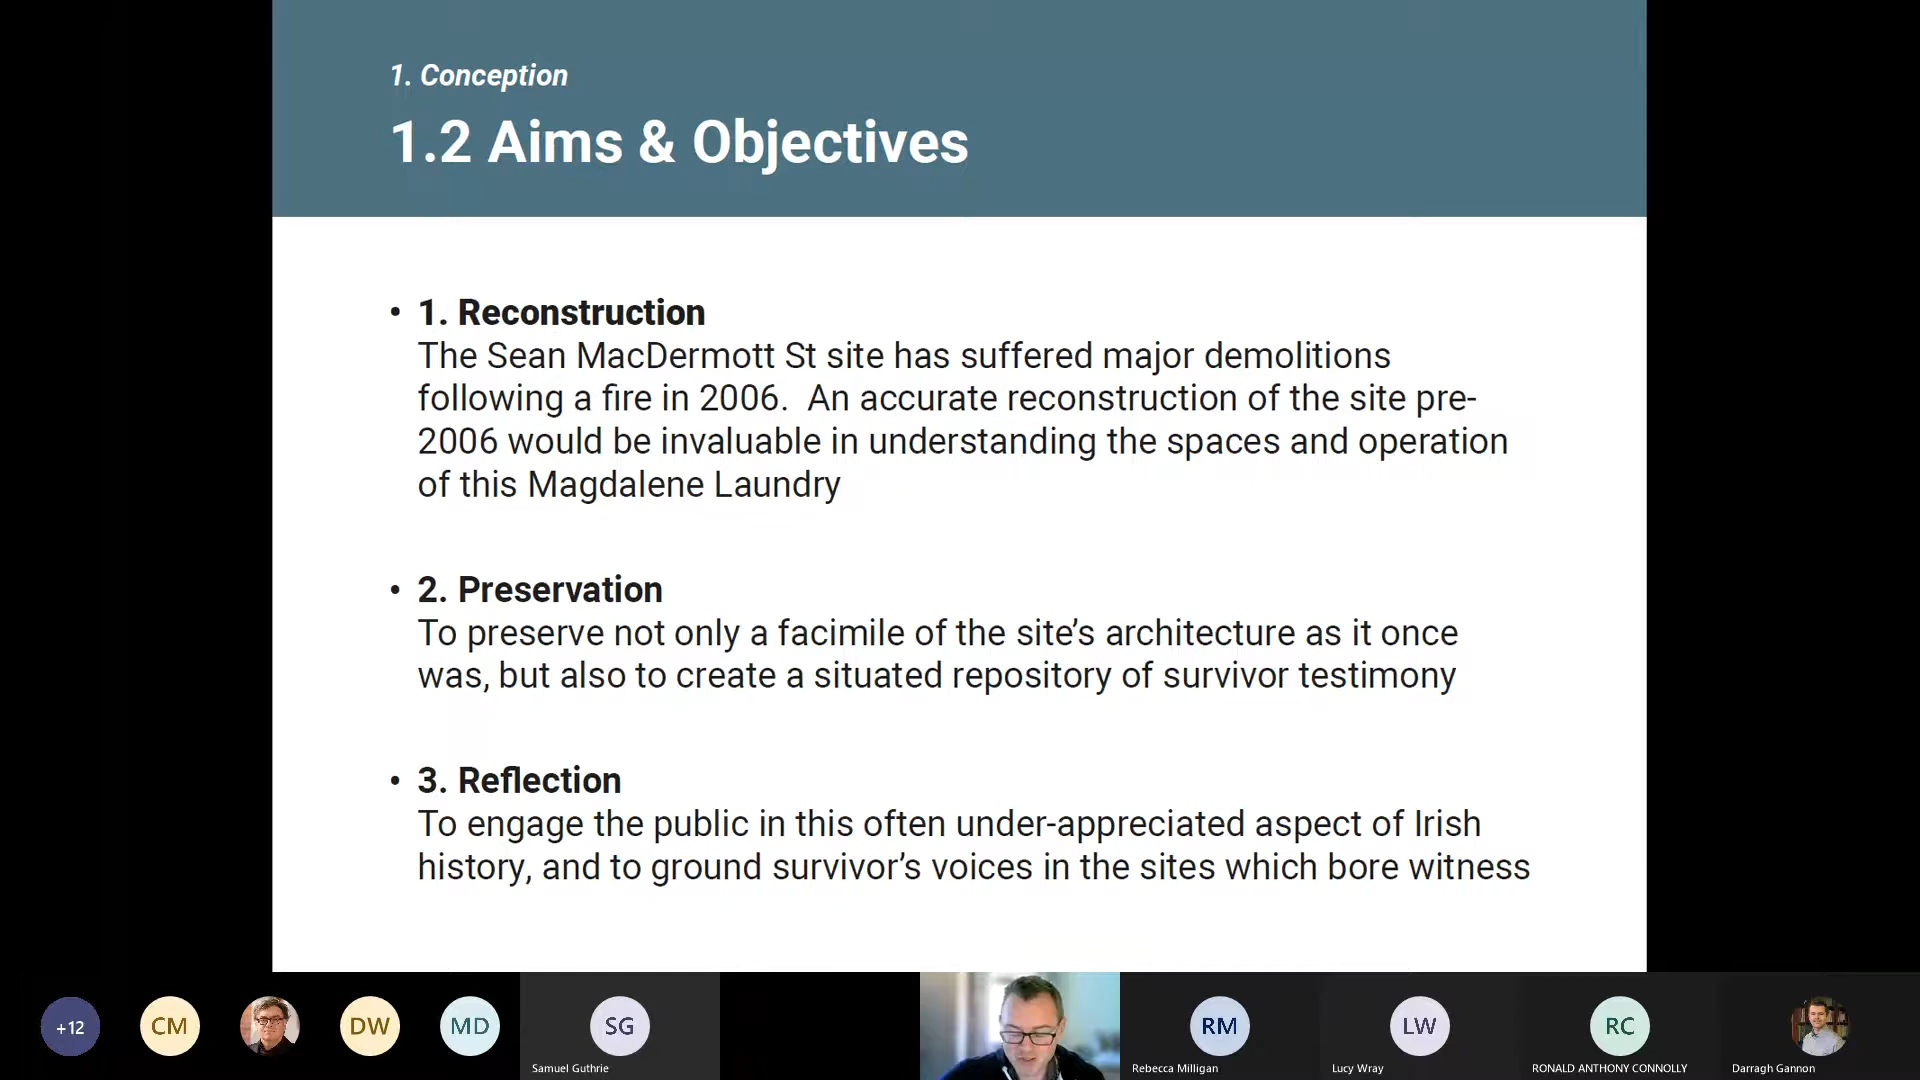 1. Conception
1.2 Aims & Objectives
• 1. Reconstruction
The Sean MacDermott St site has suffered major demolitions
following a fire in 2006.  An accurate reconstruction of the site pre-
2006 would be invaluable in understanding the spaces and operation
of this Magdalene Laundry
• 2. Preservation
To preserve not only a facimile of the site’s architecture as it once
was, but also to create a situated repository of survivor testimony
• 3. Reflection
To engage the public in this often under-appreciated aspect of Irish
history, and to ground survivor’s voices in the sites which bore witness
+12
CM
DW
MD
SG
Samuel Guthrie
RM
Rebecca Milligan
LW
Lucy Wray
RC
RONALD ANTHONY CONNOLLY
Darragh Gannon